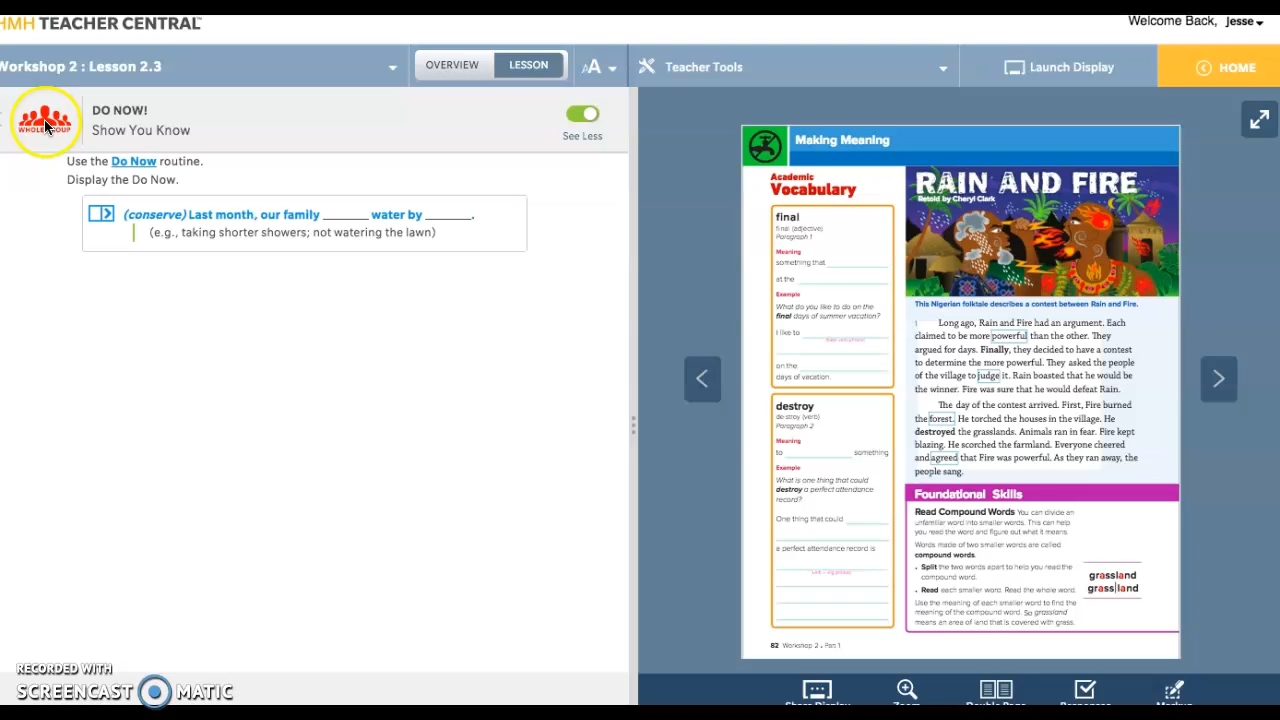 HMH TEACHER CENTRAL
Welcome Back, Jesse
Workshop 2 : Lesson 2.3
OVERVIEW
LESSON
AA
Teacher Tools
Launch Display
HOME
WHOLE GROUP
DO NOW!
Show You Know
See Less
Use the Do Now routine.
Display the Do Now.
(conserve) Last month, our family _______ water by _______.
(e.g., taking shorter showers; not watering the lawn)
Making Meaning
Academic
Vocabulary
final
fi·nal (adjective)
Paragraph 1
Meaning
something that
at the
Example
What do you like to do on the
final days of summer vacation?
I like to
on the
days of vacation.
destroy
de·stroy (verb)
Paragraph 2
Meaning
to something
Example
What is one thing that could
destroy a perfect attendance
record?
One thing that could
a perfect attendance record is
RAIN AND FIRE
Retold by Cheryl Clark
This Nigerian folktale describes a contest between Rain and Fire.
1 Long ago, Rain and Fire had an argument. Each
claimed to be more powerful than the other. They
argued for days. Finally, they decided to have a contest
to determine the more powerful. They asked the people
of the village to judge it. Rain boasted that he would be
the winner. Fire was sure that he would defeat Rain.
The day of the contest arrived. First, Fire burned
the forest. He torched the houses in the village. He
destroyed the grasslands. Animals ran in fear. Fire kept
blazing. He scorched the farmland. Everyone cheered
and agreed that Fire was powerful. As they ran away, the
people sang.
Foundational Skills
Read Compound Words You can divide an
unfamiliar word into smaller words. This can help
you read the word and figure out what it means.
Words made of two smaller words are called
compound words.
• Split the two words apart to help you read the
compound word.
• Read each smaller word. Read the whole word.
Use the meaning of each smaller word to find the
meaning of the compound word. So grassland
means an area of land that is covered with grass.
grassland
grass|land
82 Workshop 2 • Part 1
RECORDED WITH
SCREENCAST MATIC
Share Display
Zoom
Double Page
Responses
Markup